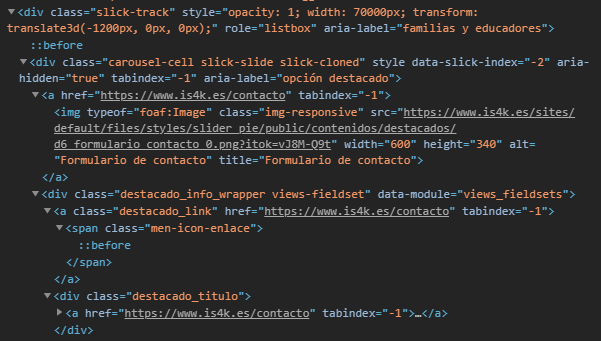 <div class="slick-track" style="opacity: 1; width: 70000px; transform:
translate3d(-1200px, 0px, 0px);" role="listbox" aria-label="familias y educadores">
::before
<div class="carousel-cell slick-slide slick-cloned" style data-slick-index="-2" aria-
hidden="true" tabindex="-1" aria-label="opción destacado">
<a href="https://www.is4k.es/contacto" tabindex="-1">
<img typeof="foaf:Image" class="img-responsive" src="https://www.is4k.es/sites/
default/files/styles/slider_pie/public/contenidos/destacados/
d6_formulario_contacto_0.png?itok=vJ8M-Q9t" width="600" height="340" alt=
"Formulario de contacto" title="Formulario de contacto">
</a>
<div class="destacado_info_wrapper views-fieldset" data-module="views_fieldsets">
<a class="destacado_link" href="https://www.is4k.es/contacto" tabindex="-1">
<span class="men-icon-enlace">
::before
</span>
</a>
<div class="destacado_titulo">
<a href="https://www.is4k.es/contacto" tabindex="-1">…</a>
</div>